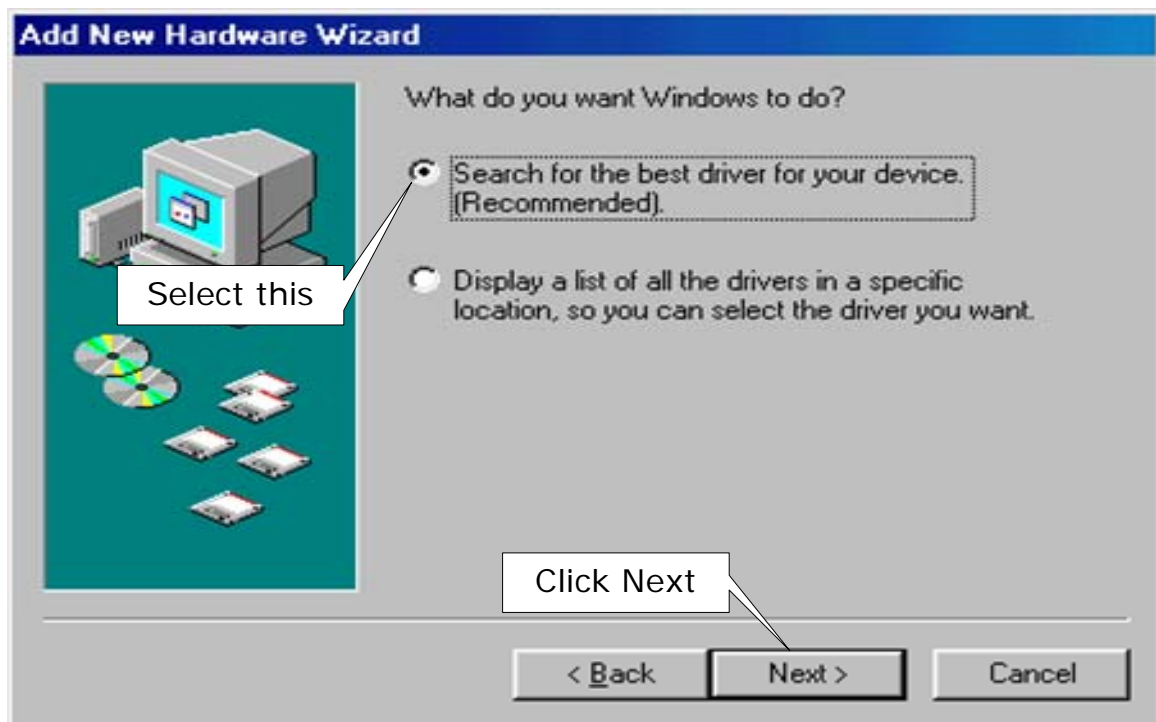 Add New Hardware Wizard
What do you want Windows to do?
Search for the best driver for your device.
(Recommended).
Select this
Display a list of all the drivers in a specific
location, so you can select the driver you want.
Click Next
< Back
Next >
Cancel